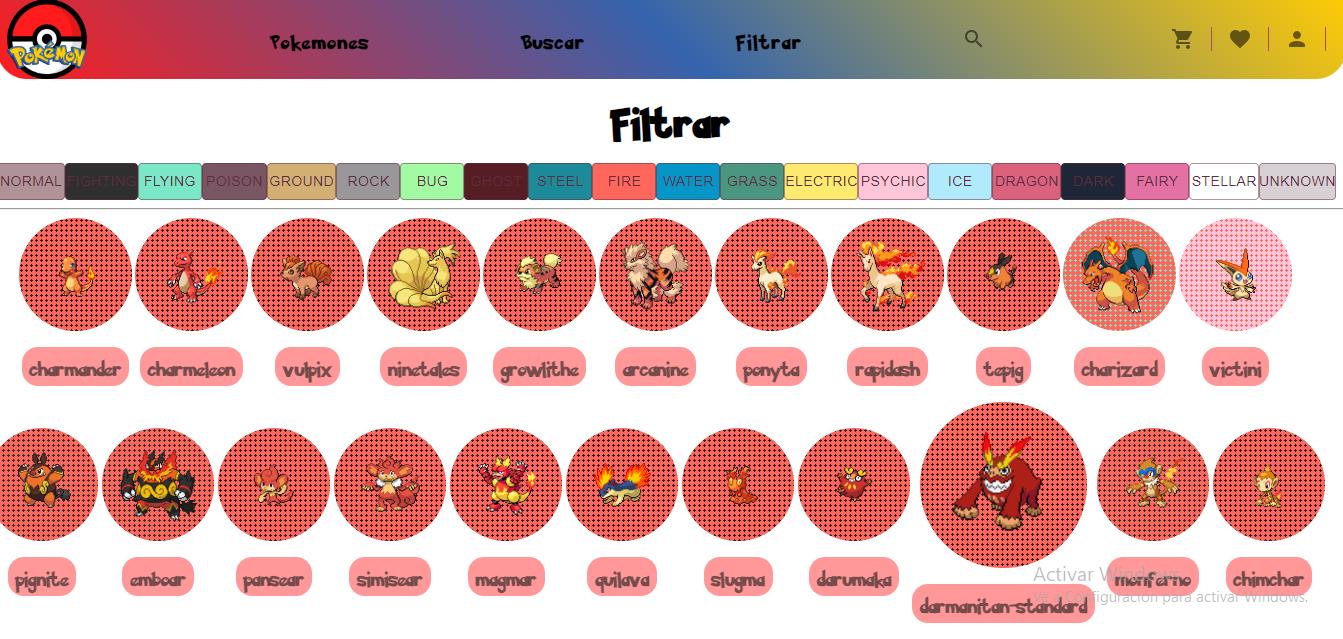 Pokémon
Pokemones Buscar Filtrar
Filtrar
NORMAL FIGHTING FLYING POISON GROUND ROCK BUG GHOST STEEL FIRE WATER GRASS ELECTRIC PSYCHIC ICE DRAGON DARK FAIRY STELLAR UNKNOWN
charmander charmeleon vulpix ninetales growlithe arcanine ponyta rapidash tepig charizard victini
pignite emboar pansear simisear magmar quilava slugma darumaka monferno chimchar
darmanitan-standard
Activar Windows
Ve a Configuración para activar Windows.